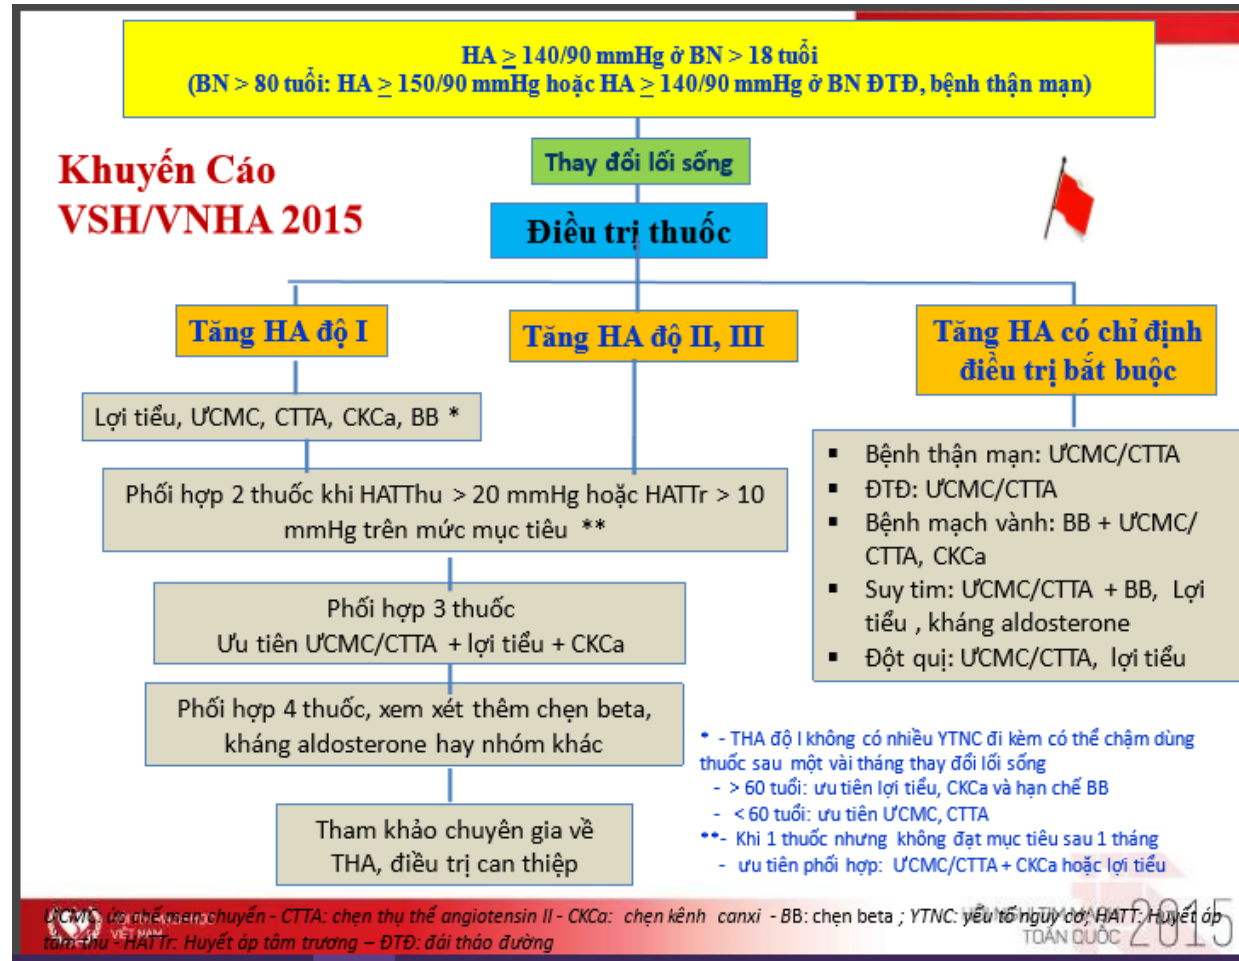 HA ≥ 140/90 mmHg ở BN > 18 tuổi
(BN > 80 tuổi: HA ≥ 150/90 mmHg hoặc HA ≥ 140/90 mmHg ở BN ĐTĐ, bệnh thận mạn)
Khuyến Cáo
VSH/VNHA 2015
Thay đổi lối sống
Điều trị thuốc
Tăng HA độ I
Tăng HA độ II, III
Tăng HA có chỉ định
điều trị bắt buộc
Lợi tiểu, ƯCMC, CTTA, CKCa, BB *
Phối hợp 2 thuốc khi HATThu > 20 mmHg hoặc HATTr > 10
mmHg trên mức mục tiêu **
Phối hợp 3 thuốc
Ưu tiên ƯCMC/CTTA + lợi tiểu + CKCa
Phối hợp 4 thuốc, xem xét thêm chẹn beta,
kháng aldosterone hay nhóm khác
Tham khảo chuyên gia về
THA, điều trị can thiệp
▪ Bệnh thận mạn: ƯCMC/CTTA
▪ ĐTĐ: ƯCMC/CTTA
▪ Bệnh mạch vành: BB + ƯCMC/
CTTA, CKCa
▪ Suy tim: ƯCMC/CTTA + BB, Lợi
tiểu , kháng aldosterone
▪ Đột quị: ƯCMC/CTTA, lợi tiểu
* - THA độ I không có nhiều YTNC đi kèm có thể chậm dùng
thuốc sau một vài tháng thay đổi lối sống
- > 60 tuổi: ưu tiên lợi tiểu, CKCa và hạn chế BB
- < 60 tuổi: ưu tiên ƯCMC, CTTA
**- Khi 1 thuốc nhưng không đạt mục tiêu sau 1 tháng
- ưu tiên phối hợp: ƯCMC/CTTA + CKCa hoặc lợi tiểu
ƯCMC: ức chế men chuyển - CTTA: chẹn thụ thể angiotensin II - CKCa: chẹn kênh canxi - BB: chẹn beta ; YTNC: yếu tố nguy cơ; HATT: Huyết áp
tâm thu - HATTr: Huyết áp tâm trương – ĐTĐ: đái tháo đường
VIỆT NAM
TOÀN QUỐC 2015